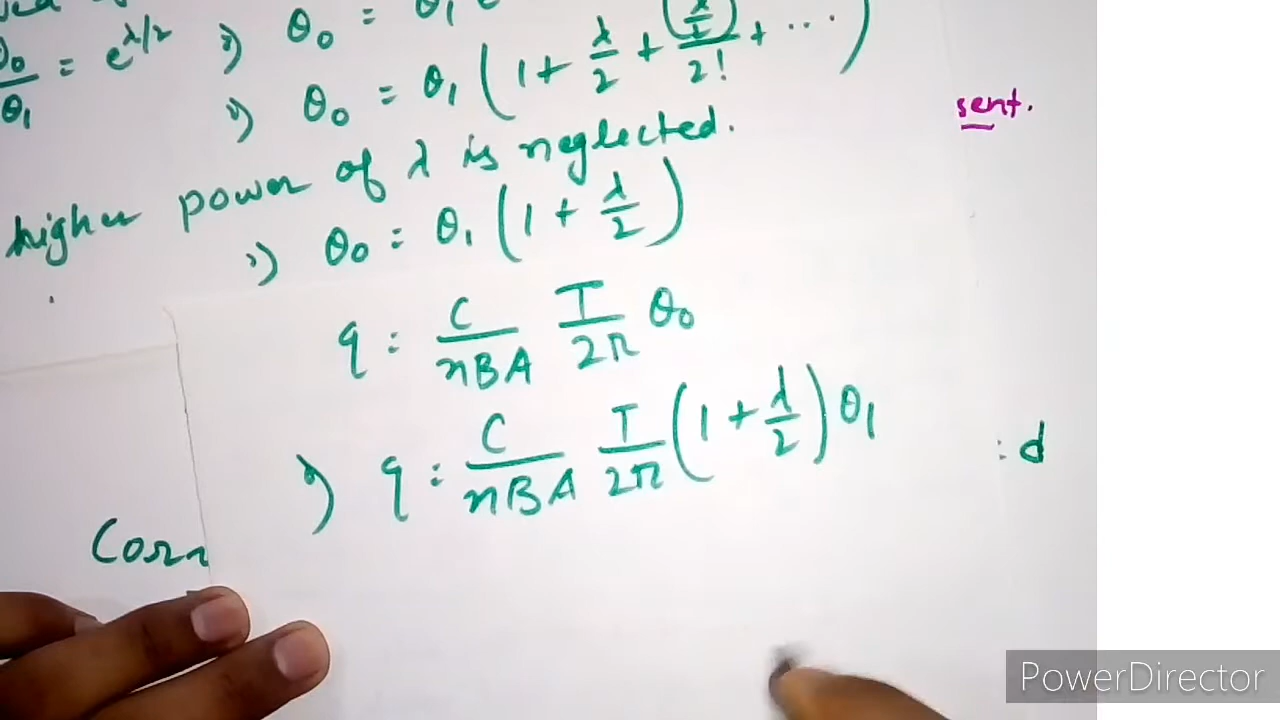 θ₀/θ₁ = e^(λ/2) ⇒) θ₀ = θ₁ e
⇒) θ₀ = θ₁ (1 + λ/2 + (λ/2)/2! + ...)
sent.
higher power of λ is neglected.
⇒) θ₀ = θ₁ (1 + λ/2)
q = C/nBA T/2π θ₀
⇒) q = C/nBA T/2π (1 + λ/2) θ₁
: d
Corr
PowerDirector